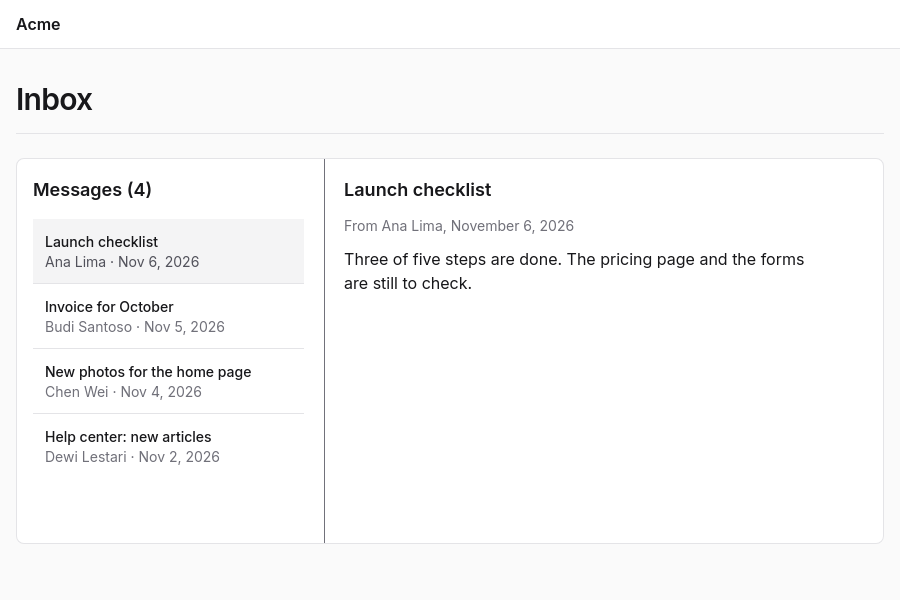 Acme
Inbox
Messages (4)
Launch checklist
Ana Lima · Nov 6, 2026
Invoice for October
Budi Santoso · Nov 5, 2026
New photos for the home page
Chen Wei · Nov 4, 2026
Help center: new articles
Dewi Lestari · Nov 2, 2026
Launch checklist
From Ana Lima, November 6, 2026
Three of five steps are done. The pricing page and the forms
are still to check.